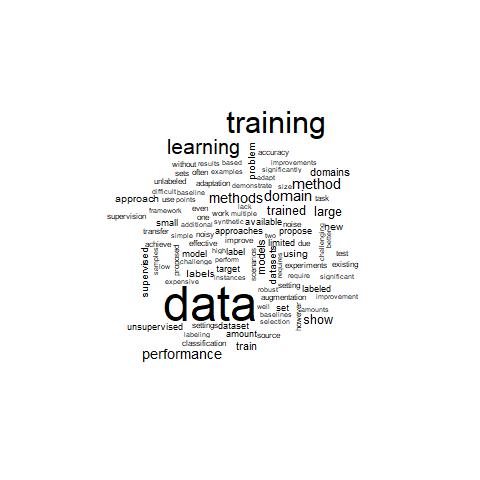 training
learning
problem
accuracy
without results based improvements
sets often examples significantly
unlabeled adaptation demonstrate adapt size method domains
difficult baseline
approach use points methods domain task
framework even lack
supervision small one work multiple trained large
additional synthetic available new
transfer simple noisy approaches two propose noise
achieve effective improve limited due challenging better
supervised samples proposed model high label models datasets using test
slow challenge perform scenarios requires experiments existing
labels target require significant
expensive instances robust setting labeled
data augmentation improvement
well set however amounts
baselines show
unsupervised settings dataset selection
labeling amount source
classification train
performance